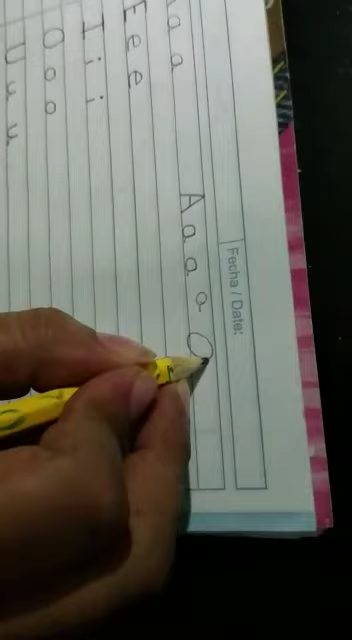 Fecha / Date:
a a A a a a
E e e
I i i
O o o
U u u